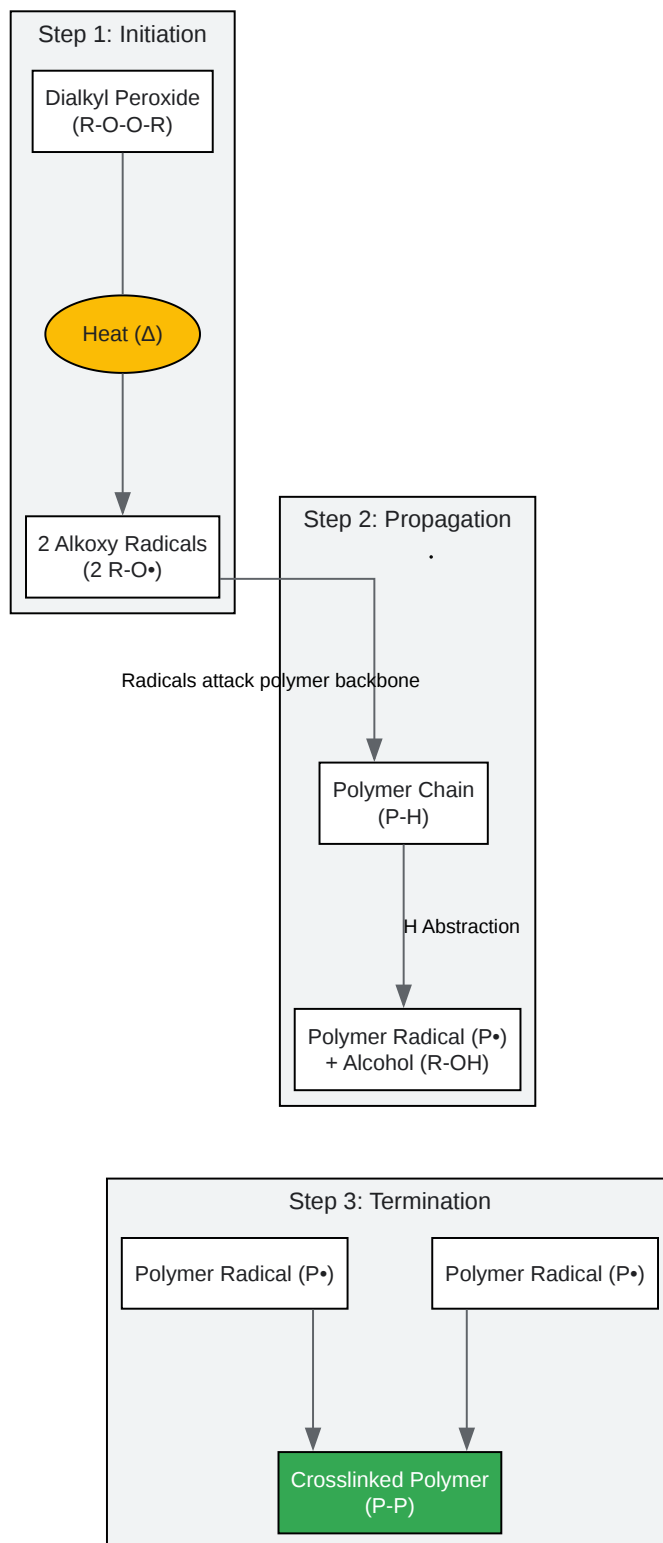 Step 1: Initiation
Dialkyl Peroxide
(R-O-O-R)
Heat (Δ)
2 Alkoxy Radicals
(2 R-O•)
Step 2: Propagation
Radicals attack polymer backbone
Polymer Chain
(P-H)
H Abstraction
Polymer Radical (P•)
+ Alcohol (R-OH)
Step 3: Termination
Polymer Radical (P•)
Polymer Radical (P•)
Crosslinked Polymer
(P-P)